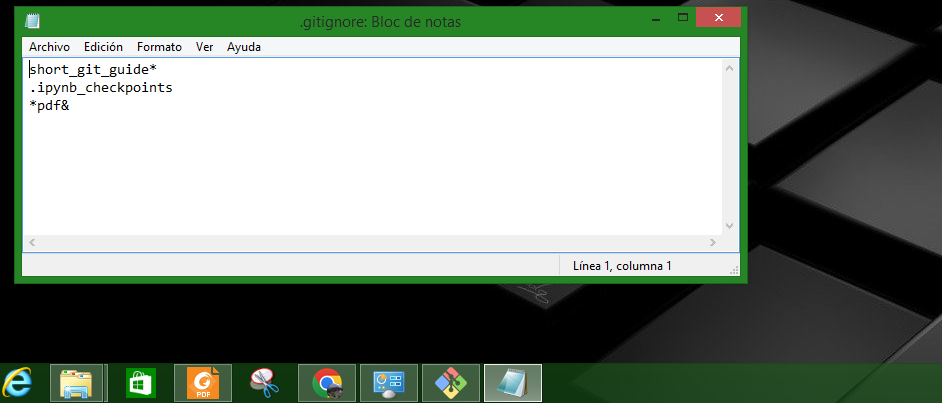 .gitignore: Bloc de notas
Archivo Edición Formato Ver Ayuda
short_git_guide*
.ipynb_checkpoints
*pdf&
Línea 1, columna 1
PDF